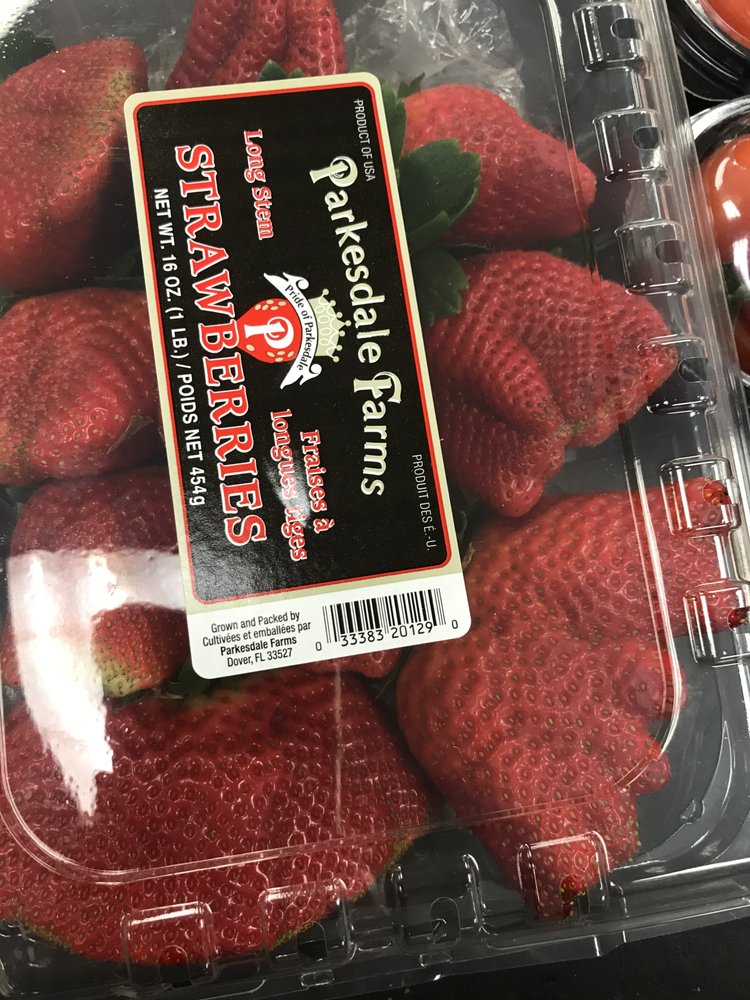 PRODUCT OF USA
PRODUIT DES É.-U.
Parkesdale Farms
Pride of Parkesdale
P
Long Stem
Fraises à
longues tiges
STRAWBERRIES
NET WT. 16 OZ. (1 LB.) / POIDS NET 454g
Grown and Packed by
Cultivées et emballées par
Parkesdale Farms
Dover, FL 33527
0 33383 20129 0